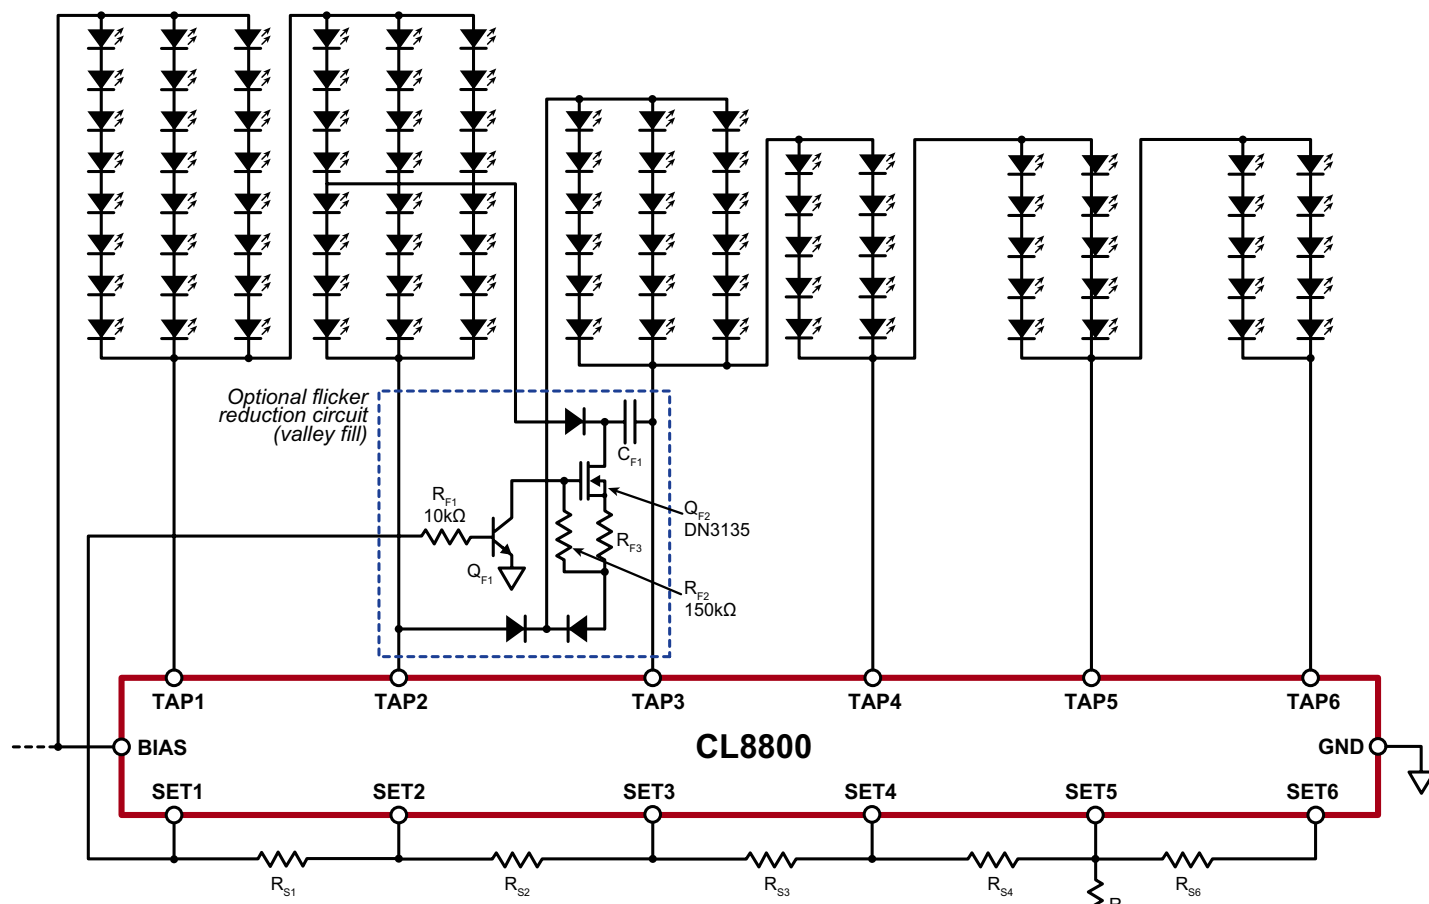 Optional flicker
reduction circuit
(valley fill)
CF1
RF1
10kΩ
QF1
QF2
DN3135
RF3
RF2
150kΩ
TAP1 TAP2 TAP3 TAP4 TAP5 TAP6
BIAS CL8800 GND
SET1 SET2 SET3 SET4 SET5 SET6
RS1 RS2 RS3 RS4 RS6